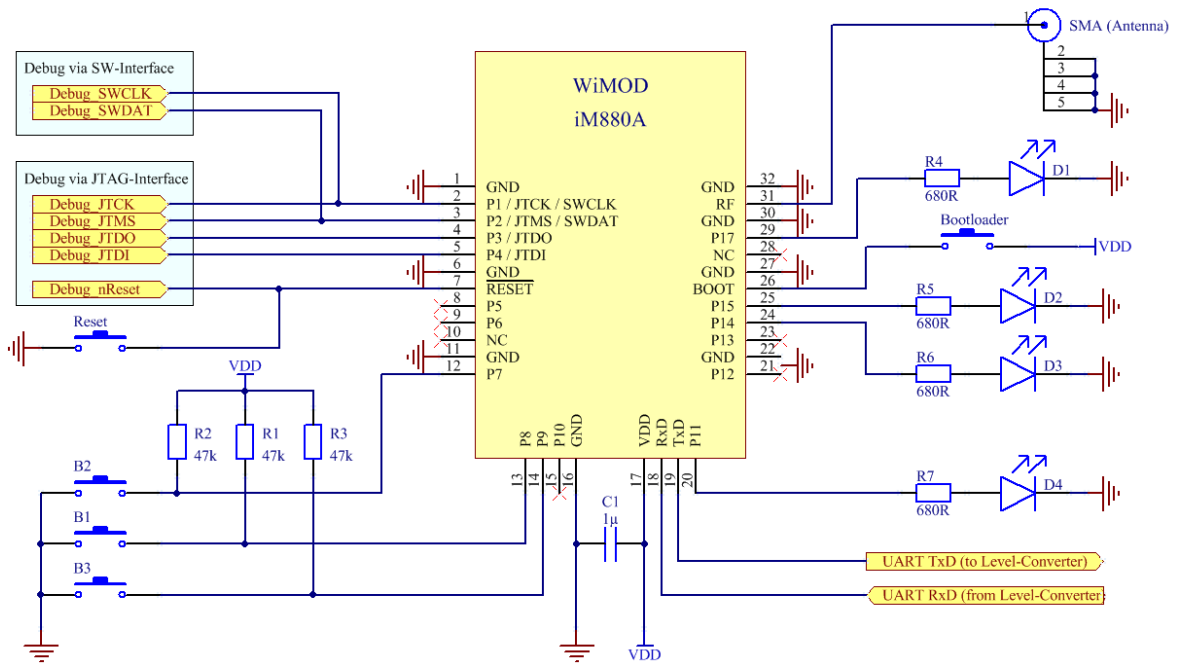 1
SMA (Antenna)
2
3
4
5
Debug via SW-Interface
Debug_SWCLK
Debug_SWDAT
WiMOD
iM880A
Debug via JTAG-Interface
Debug_JTCK
Debug_JTMS
Debug_JTDO
Debug_JTDI
Debug_nReset
Reset
1 GND
2 P1 / JTCK / SWCLK
3 P2 / JTMS / SWDAT
4 P3 / JTDO
5 P4 / JTDI
6 GND
7 RESET
8 P5
9 P6
10 NC
11 GND
12 P7
GND 32
RF 31
GND 30
P17 29
NC 28
GND 27
BOOT 26
P15 25
P14 24
P13 23
GND 22
P12 21
R4
680R
D1
Bootloader
VDD
R5
680R
D2
R6
680R
D3
VDD
R2
47k
R1
47k
R3
47k
P8
P9
P10
GND
VDD
RxD
TxD
P11
13
14
15
16
17
18
19
20
B2
B1
B3
C1
1µ
R7
680R
D4
UART TxD (to Level-Converter)
UART RxD (from Level-Converter
VDD